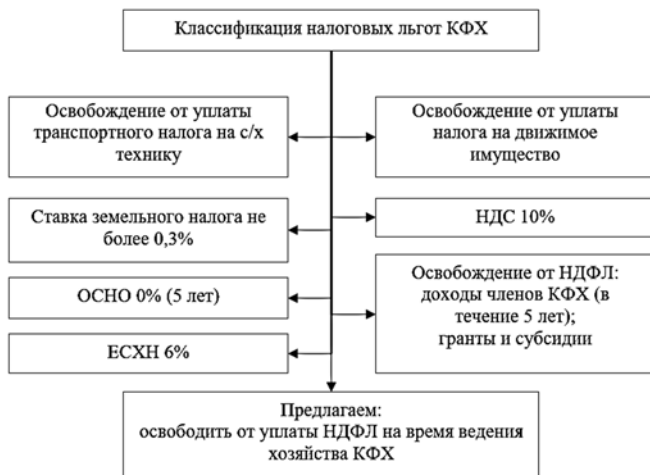 Классификация налоговых льгот КФХ
Освобождение от уплаты
транспортного налога на с/х
технику
Освобождение от уплаты
налога на движимое
имущество
Ставка земельного налога не
более 0,3%
НДС 10%
ОСНО 0% (5 лет)
Освобождение от НДФЛ:
доходы членов КФХ (в
течение 5 лет);
гранты и субсидии
ЕСХН 6%
Предлагаем:
освободить от уплаты НДФЛ на время ведения
хозяйства КФХ